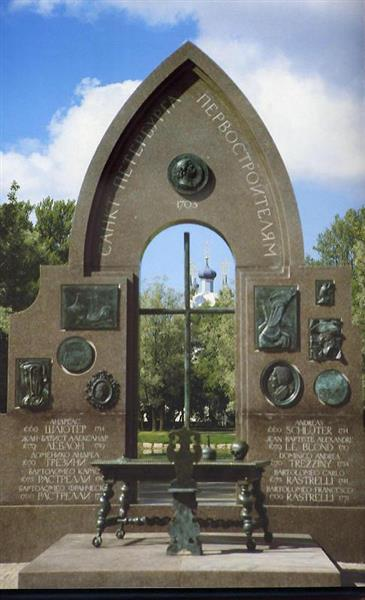 САНКТ ПЕТЕРБУРГА ПЕРВОСТРОИТЕЛЯМ
1703
АНДРЕАС
1660 ШЛЮТЕР 1714
ЖАН-БАТИСТ АЛЕКСАНДР
1679 ЛЕБЛОН 1719
ДОМЕНИКО АНДРЕА
1670 ТРЕЗИНИ 1734
БАРТОЛОМЕО КАРЛО
1675 РАСТРЕЛЛИ 1744
БАРТОЛОМЕО ФРАНЧЕСКО
1700 РАСТРЕЛЛИ 1771
ANDREAS
1660 SCHLÜTER 1714
JEAN BAPTISTE ALEXANDRE
1679 LE BLOND 1719
DOMINICO ANDREA
1670 TREZZINY 1734
BARTOLOMEO CARLO
1675 RASTRELLI 1744
BARTOLOMEO FRANCESCO
1700 RASTRELLI 1771